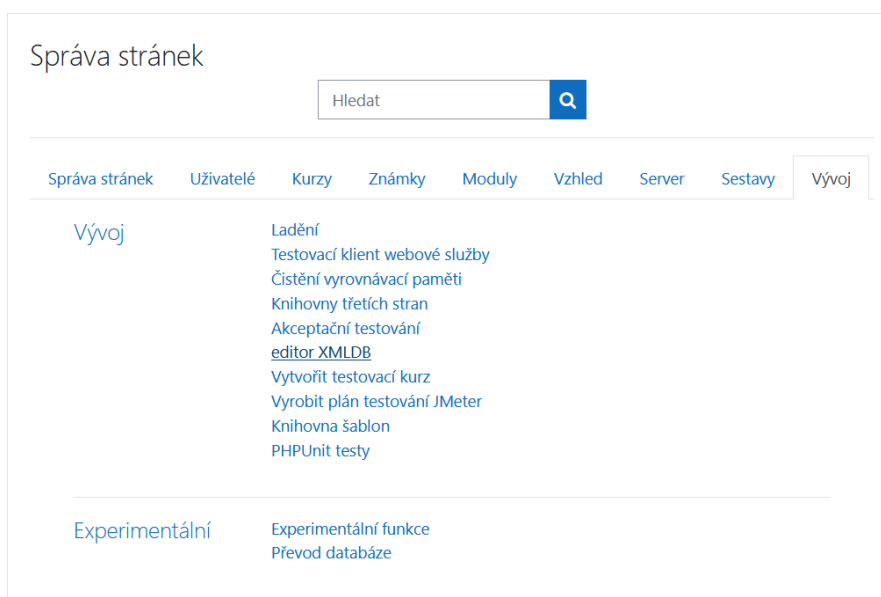 Správa stránek
Hledat
Správa stránek Uživatelé Kurzy Známky Moduly Vzhled Server Sestavy Vývoj
Vývoj
Ladění
Testovací klient webové služby
Čistění vyrovnávací paměti
Knihovny třetích stran
Akceptační testování
editor XMLDB
Vytvořit testovací kurz
Vyrobit plán testování JMeter
Knihovna šablon
PHPUnit testy
Experimentální
Experimentální funkce
Převod databáze